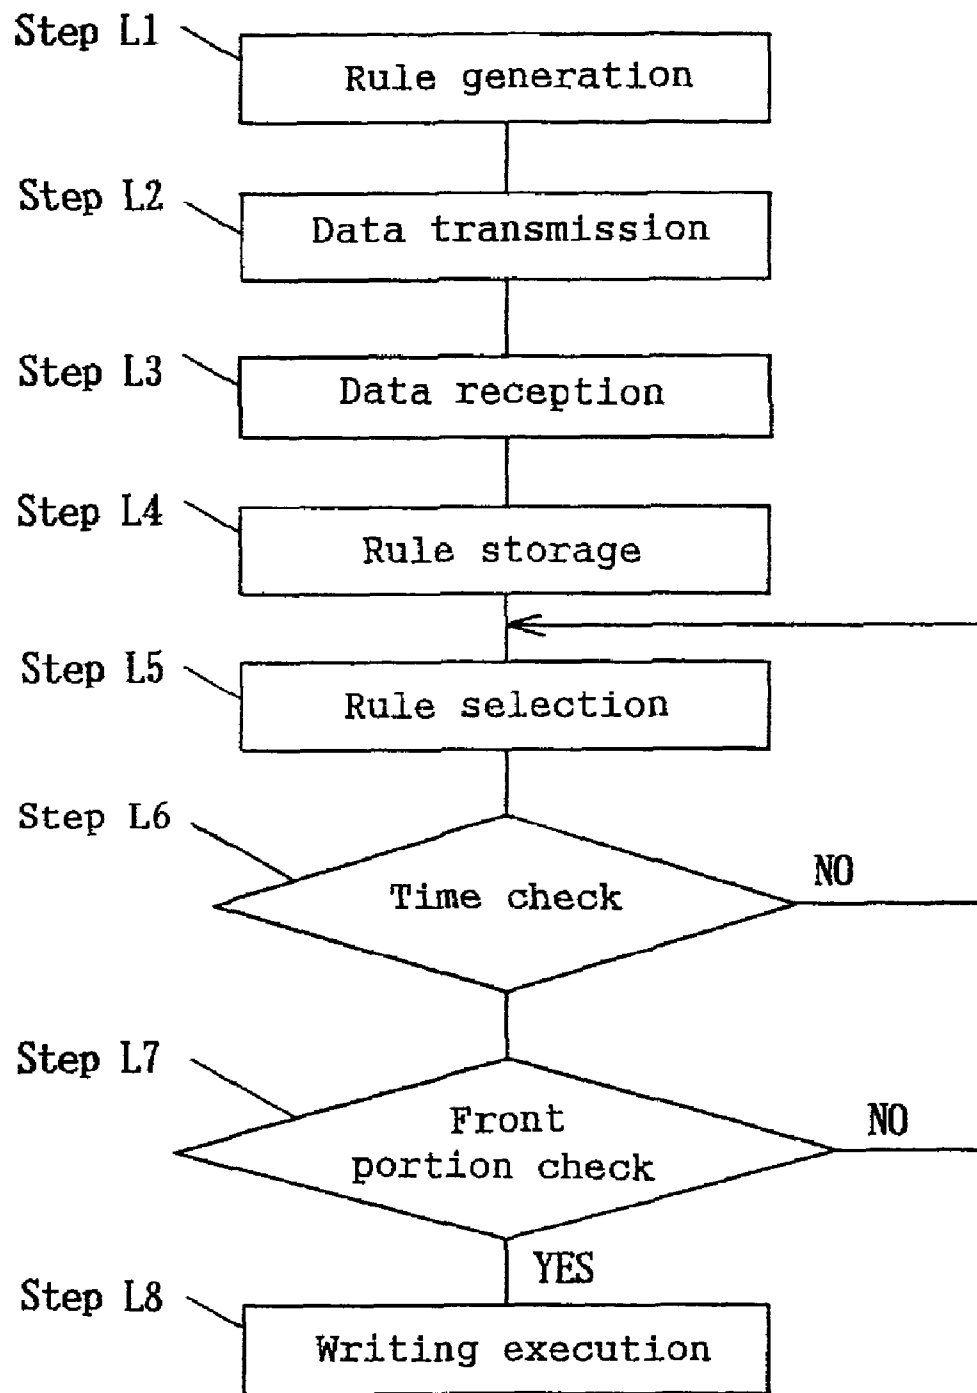 Step L1
Rule generation
Step L2
Data transmission
Step L3
Data reception
Step L4
Rule storage
Step L5
Rule selection
Step L6
Time check
NO
Step L7
Front
portion check
NO
YES
Step L8
Writing execution